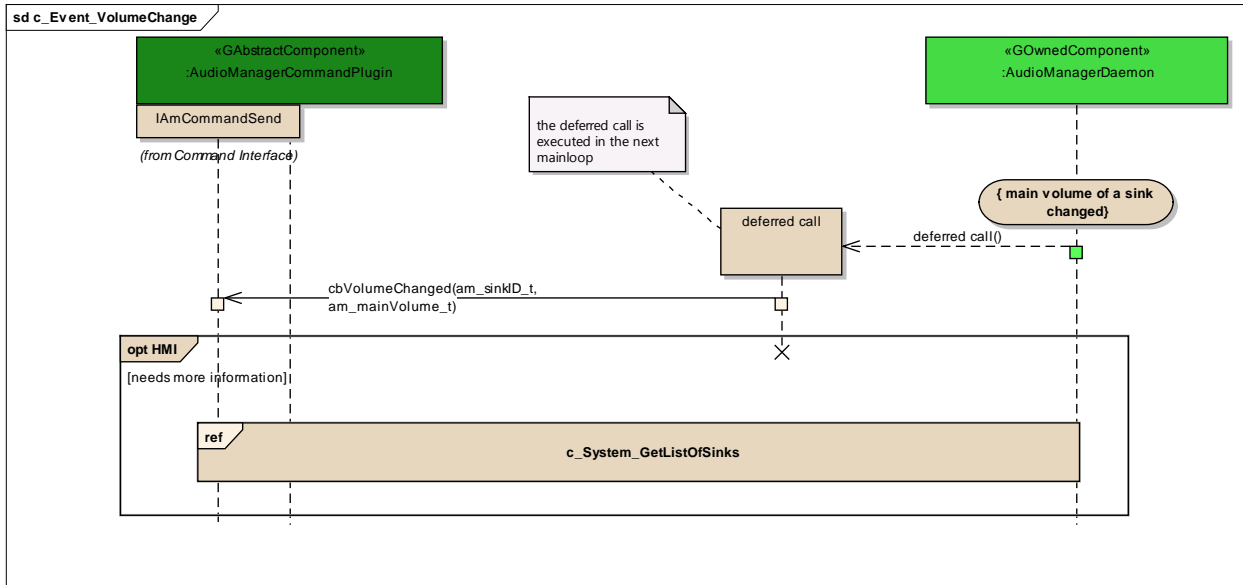 sd c_Event_VolumeChange
«GAbstractComponent»
:AudioManagerCommandPlugin
«GOwnedComponent»
:AudioManagerDaemon
IAmCommandSend
(from Command Interface)
the deferred call is
executed in the next
mainloop
{ main volume of a sink
changed}
deferred call
deferred call()
cbVolumeChanged(am_sinkID_t,
am_mainVolume_t)
opt HMI
[needs more information]
ref
c_System_GetListOfSinks